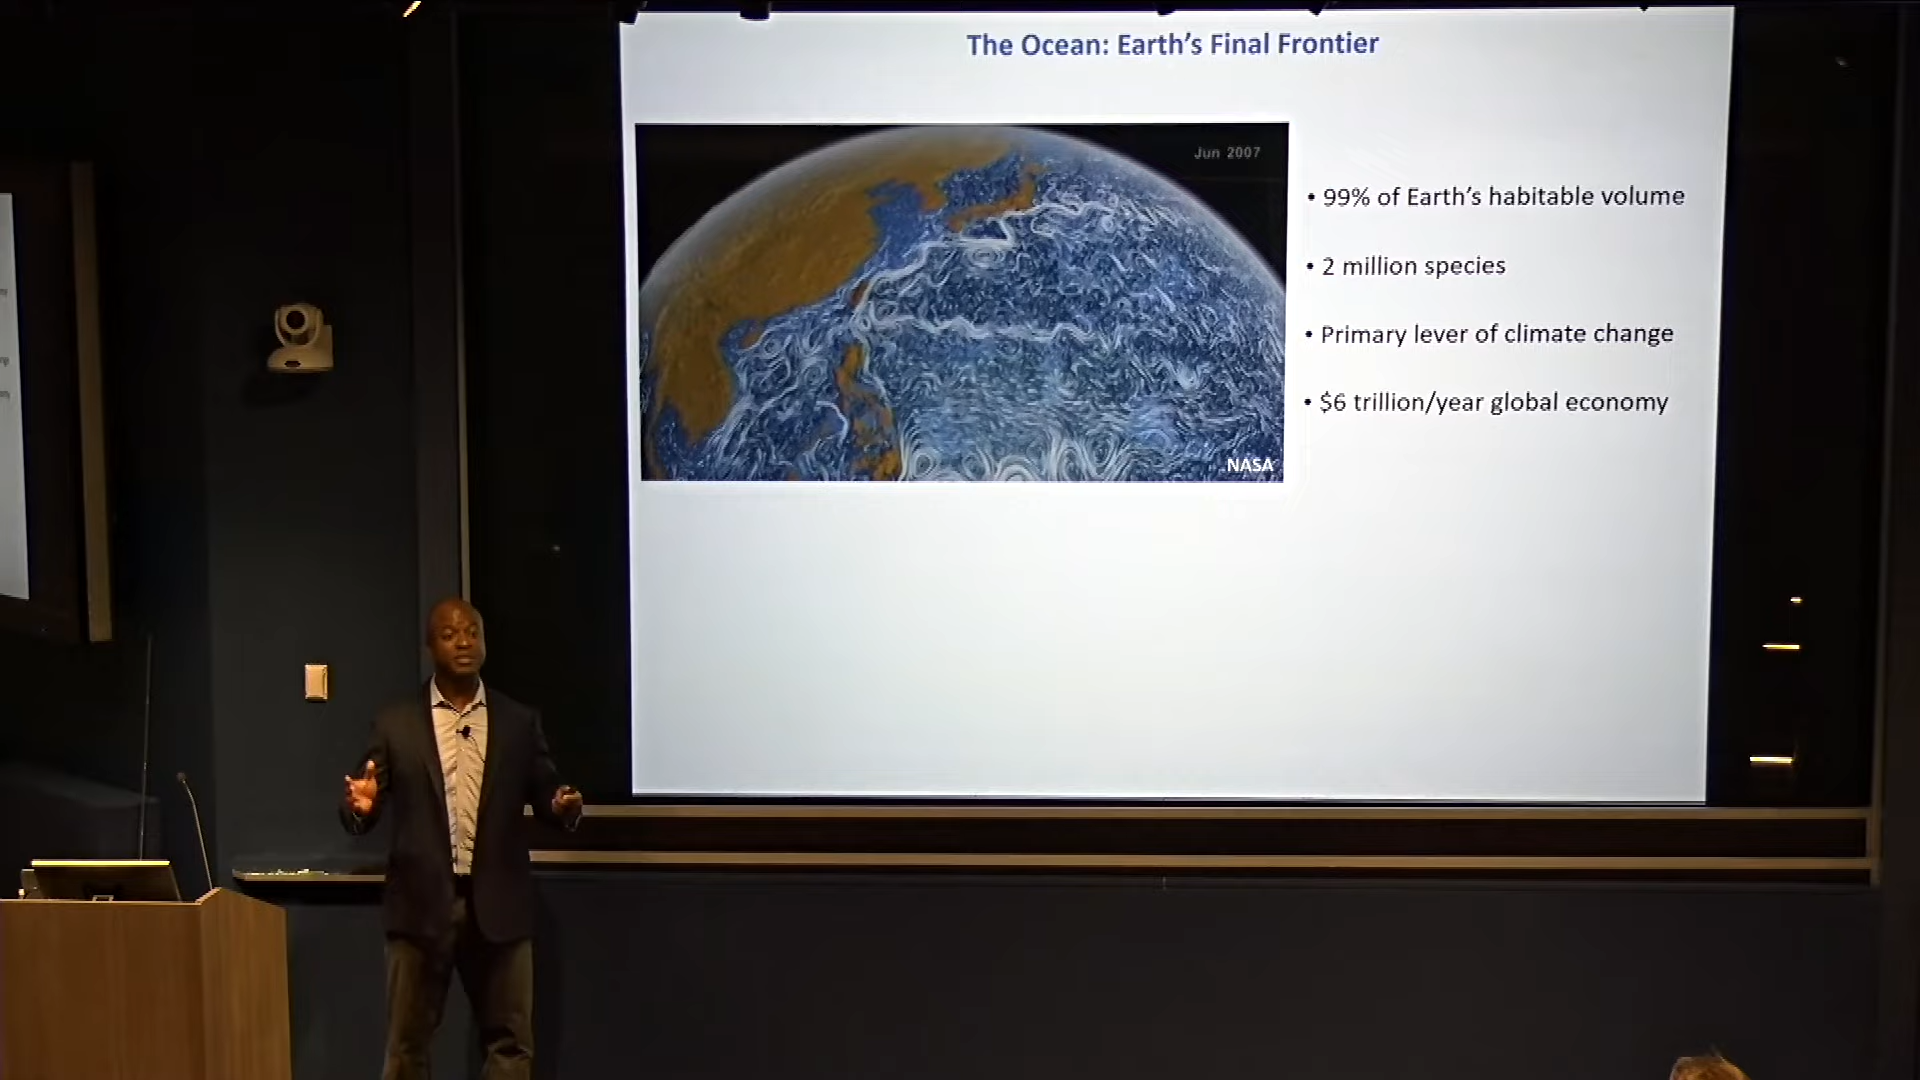 The Ocean: Earth's Final Frontier
Jun 2007
• 99% of Earth's habitable volume
• 2 million species
• Primary lever of climate change
• $6 trillion/year global economy
NASA